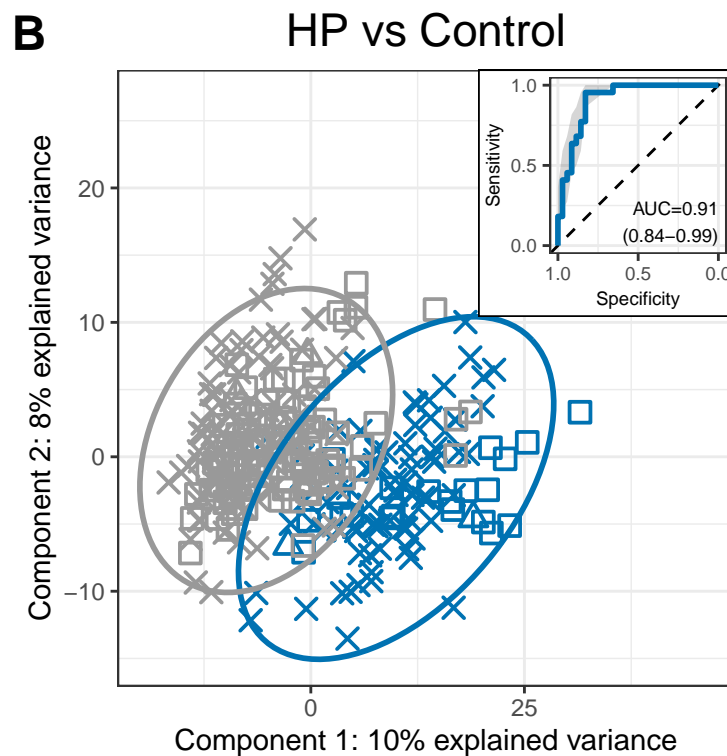 B
HP vs Control
Component 2: 8% explained variance
20
10
0
−10
0
25
Component 1: 10% explained variance
Sensitivity
1.0
0.5
0.0
AUC=0.91
(0.84−0.99)
1.0
0.5
0.0
Specificity